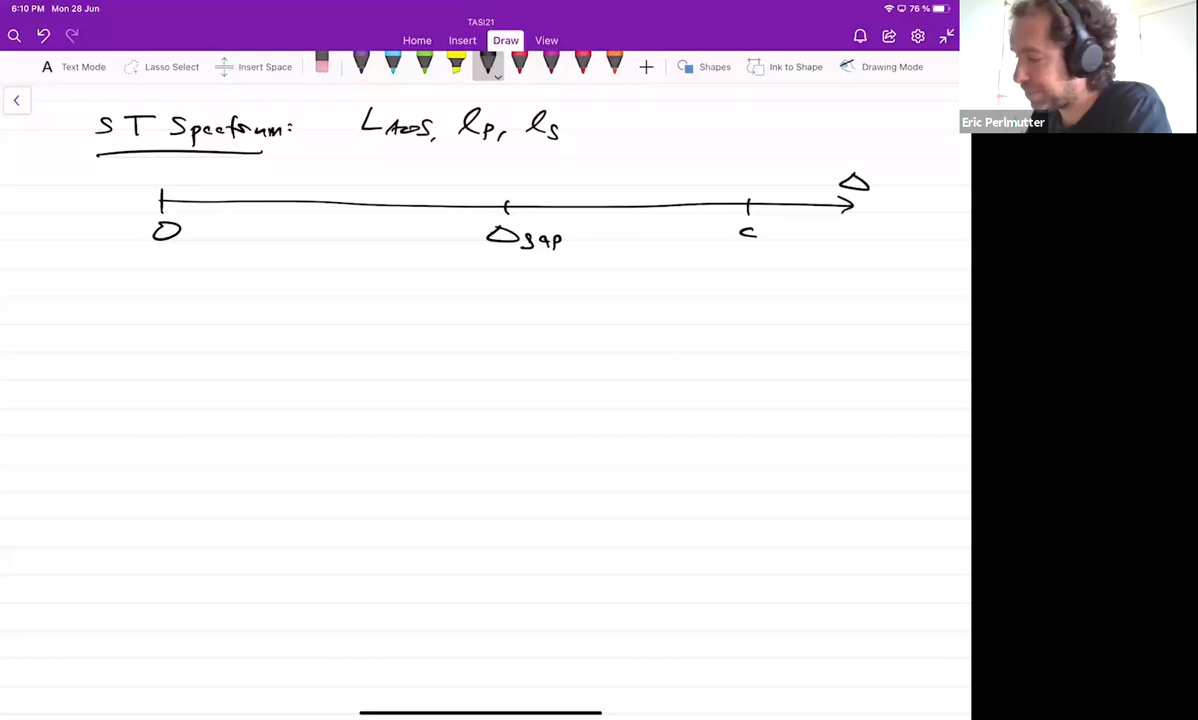 6:10 PM Mon 28 Jun
76 %
TASI21
Home Insert Draw View
Text Mode Lasso Select Insert Space Shapes Ink to Shape Drawing Mode
Eric Perlmutter
ST Spectrum: L_AdS, ℓ_P, ℓ_S
Δ
0 Δgap c